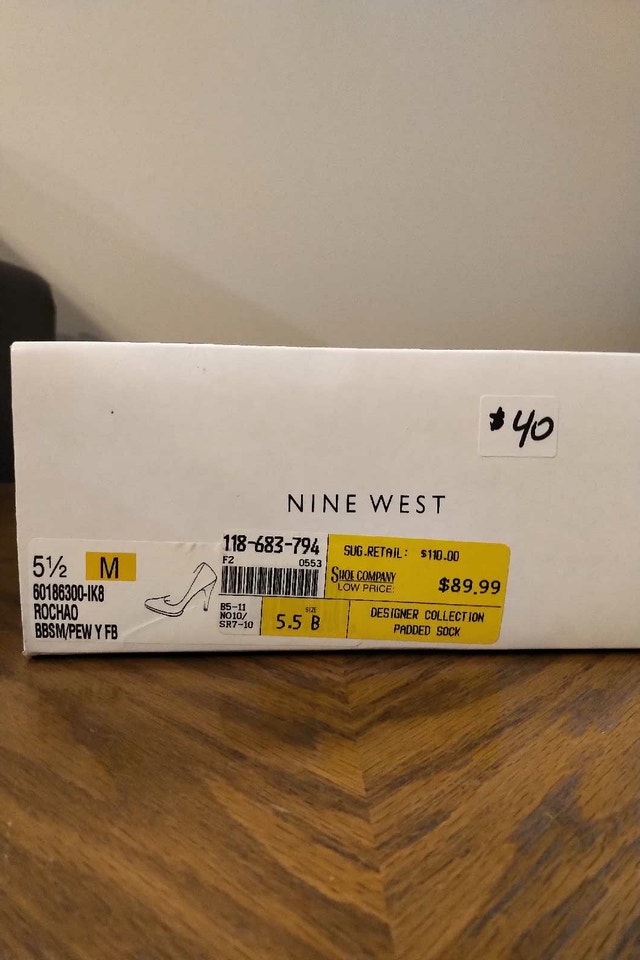 $40
NINE WEST
5½ M
60186300-IK8
ROCHAO
BBSM/PEW Y FB
118-683-794
F2 0553
B5-11
NO10/
SR7-10
SIZE
5.5 B
SUG.RETAIL: $110.00
SHOE COMPANY
LOW PRICE: $89.99
DESIGNER COLLECTION
PADDED SOCK